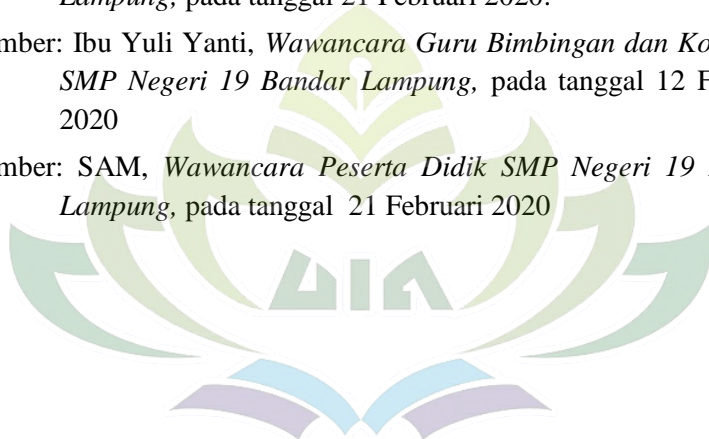 Lampung, pada tanggal 21 Februari 2020.
mber: Ibu Yuli Yanti, Wawancara Guru Bimbingan dan Ko
SMP Negeri 19 Bandar Lampung, pada tanggal 12 F
2020
mber: SAM, Wawancara Peserta Didik SMP Negeri 19
Lampung, pada tanggal 21 Februari 2020
UIN